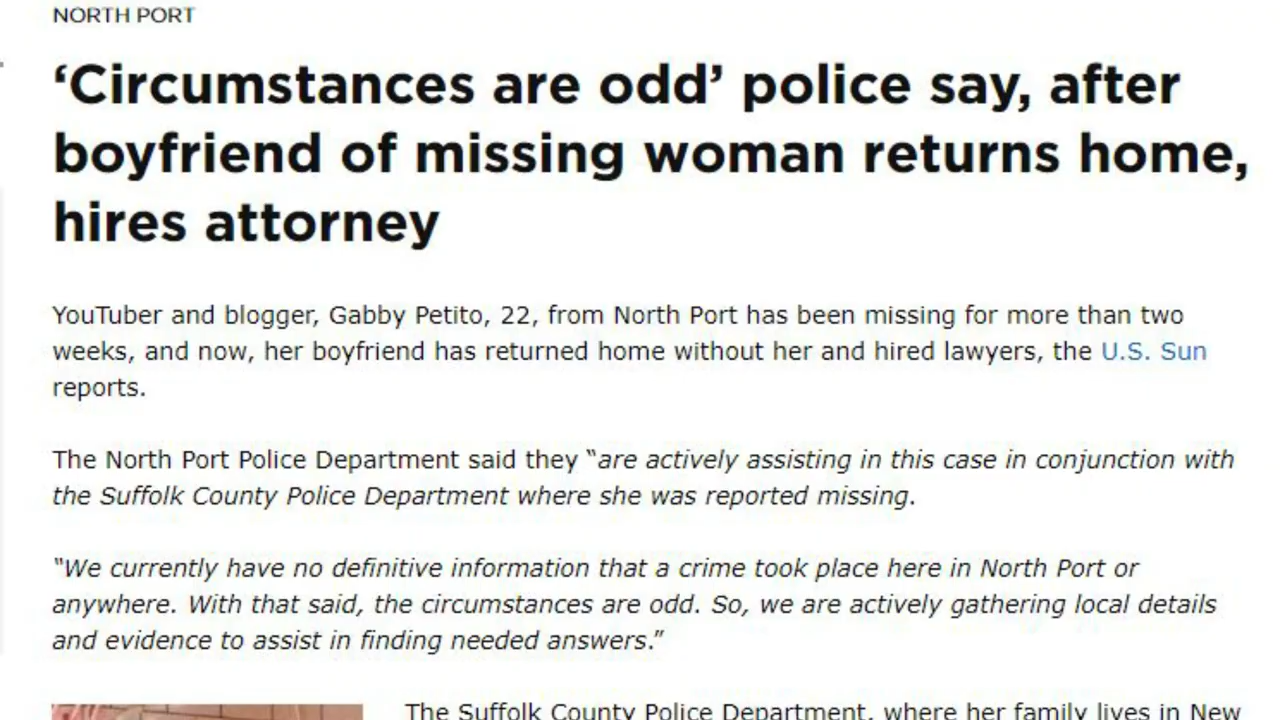 NORTH PORT
‘Circumstances are odd’ police say, after
boyfriend of missing woman returns home,
hires attorney
YouTuber and blogger, Gabby Petito, 22, from North Port has been missing for more than two
weeks, and now, her boyfriend has returned home without her and hired lawyers, the U.S. Sun
reports.
The North Port Police Department said they “are actively assisting in this case in conjunction with
the Suffolk County Police Department where she was reported missing.
“We currently have no definitive information that a crime took place here in North Port or
anywhere. With that said, the circumstances are odd. So, we are actively gathering local details
and evidence to assist in finding needed answers.”
The Suffolk County Police Department, where her family lives in New